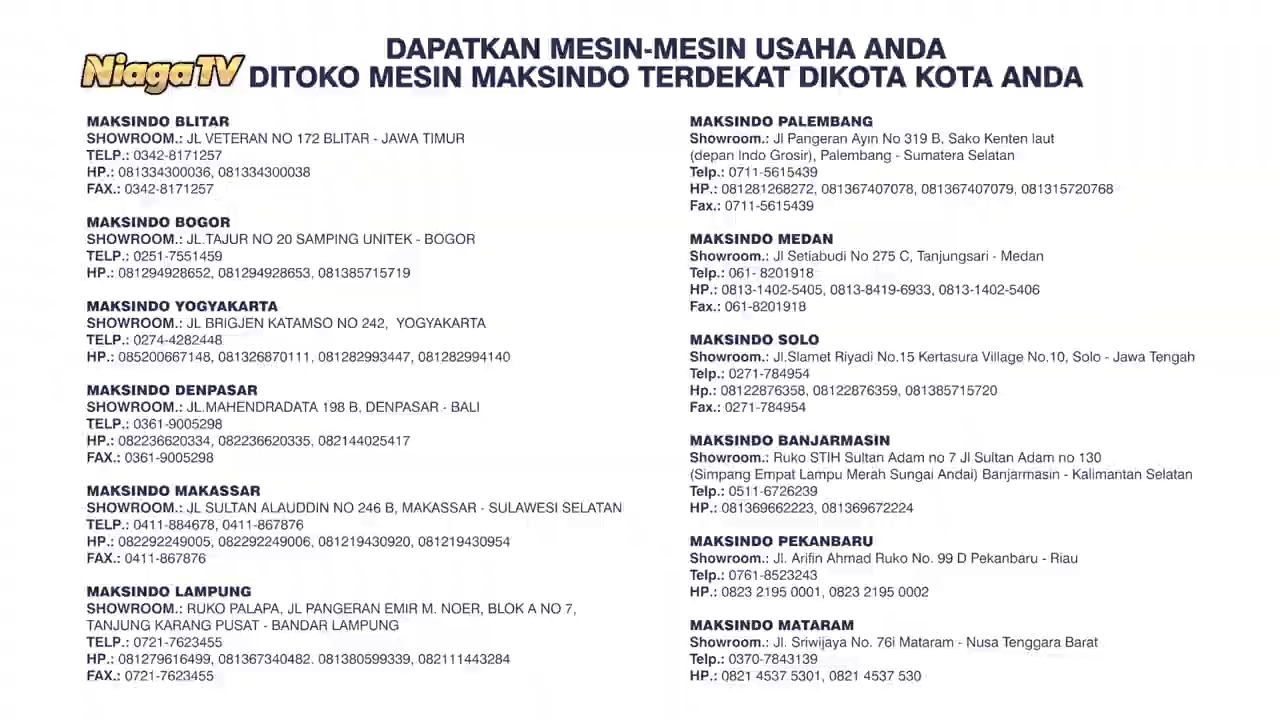 NiagaTV
DAPATKAN MESIN-MESIN USAHA ANDA
DITOKO MESIN MAKSINDO TERDEKAT DIKOTA KOTA ANDA
MAKSINDO BLITAR
SHOWROOM.: JL VETERAN NO 172 BLITAR - JAWA TIMUR
TELP.: 0342-8171257
HP.: 081334300036, 081334300038
FAX.: 0342-8171257
MAKSINDO BOGOR
SHOWROOM.: JL.TAJUR NO 20 SAMPING UNITEK - BOGOR
TELP.: 0251-7551459
HP.: 081294928652, 081294928653, 081385715719
MAKSINDO YOGYAKARTA
SHOWROOM.: JL BRIGJEN KATAMSO NO 242, YOGYAKARTA
TELP.: 0274-4282448
HP.: 085200667148, 081326870111, 081282993447, 081282994140
MAKSINDO DENPASAR
SHOWROOM.: JL.MAHENDRADATA 198 B, DENPASAR - BALI
TELP.: 0361-9005298
HP.: 082236620334, 082236620335, 082144025417
FAX.: 0361-9005298
MAKSINDO MAKASSAR
SHOWROOM.: JL SULTAN ALAUDDIN NO 246 B, MAKASSAR - SULAWESI SELATAN
TELP.: 0411-884678, 0411-867876
HP.: 082292249005, 082292249006, 081219430920, 081219430954
FAX.: 0411-867876
MAKSINDO LAMPUNG
SHOWROOM.: RUKO PALAPA, JL PANGERAN EMIR M. NOER, BLOK A NO 7,
TANJUNG KARANG PUSAT - BANDAR LAMPUNG
TELP.: 0721-7623455
HP.: 081279616499, 081367340482. 081380599339, 082111443284
FAX.: 0721-7623455
MAKSINDO PALEMBANG
Showroom.: Jl Pangeran Ayin No 319 B, Sako Kenten laut
(depan Indo Grosir), Palembang - Sumatera Selatan
Telp.: 0711-5615439
HP.: 081281268272, 081367407078, 081367407079, 081315720768
Fax.: 0711-5615439
MAKSINDO MEDAN
Showroom.: Jl Setiabudi No 275 C, Tanjungsari - Medan
Telp.: 061- 8201918
HP.: 0813-1402-5405, 0813-8419-6933, 0813-1402-5406
Fax.: 061-8201918
MAKSINDO SOLO
Showroom.: Jl.Slamet Riyadi No.15 Kertasura Village No.10, Solo - Jawa Tengah
Telp.: 0271-784954
Hp.: 08122876358, 08122876359, 081385715720
Fax.: 0271-784954
MAKSINDO BANJARMASIN
Showroom.: Ruko STIH Sultan Adam no 7 Jl Sultan Adam no 130
(Simpang Empat Lampu Merah Sungai Andai) Banjarmasin - Kalimantan Selatan
Telp.: 0511-6726239
HP.: 081369662223, 081369672224
MAKSINDO PEKANBARU
Showroom.: Jl. Arifin Ahmad Ruko No. 99 D Pekanbaru - Riau
Telp.: 0761-8523243
HP.: 0823 2195 0001, 0823 2195 0002
MAKSINDO MATARAM
Showroom.: Jl. Sriwijaya No. 76i Mataram - Nusa Tenggara Barat
Telp.: 0370-7843139
HP.: 0821 4537 5301, 0821 4537 530